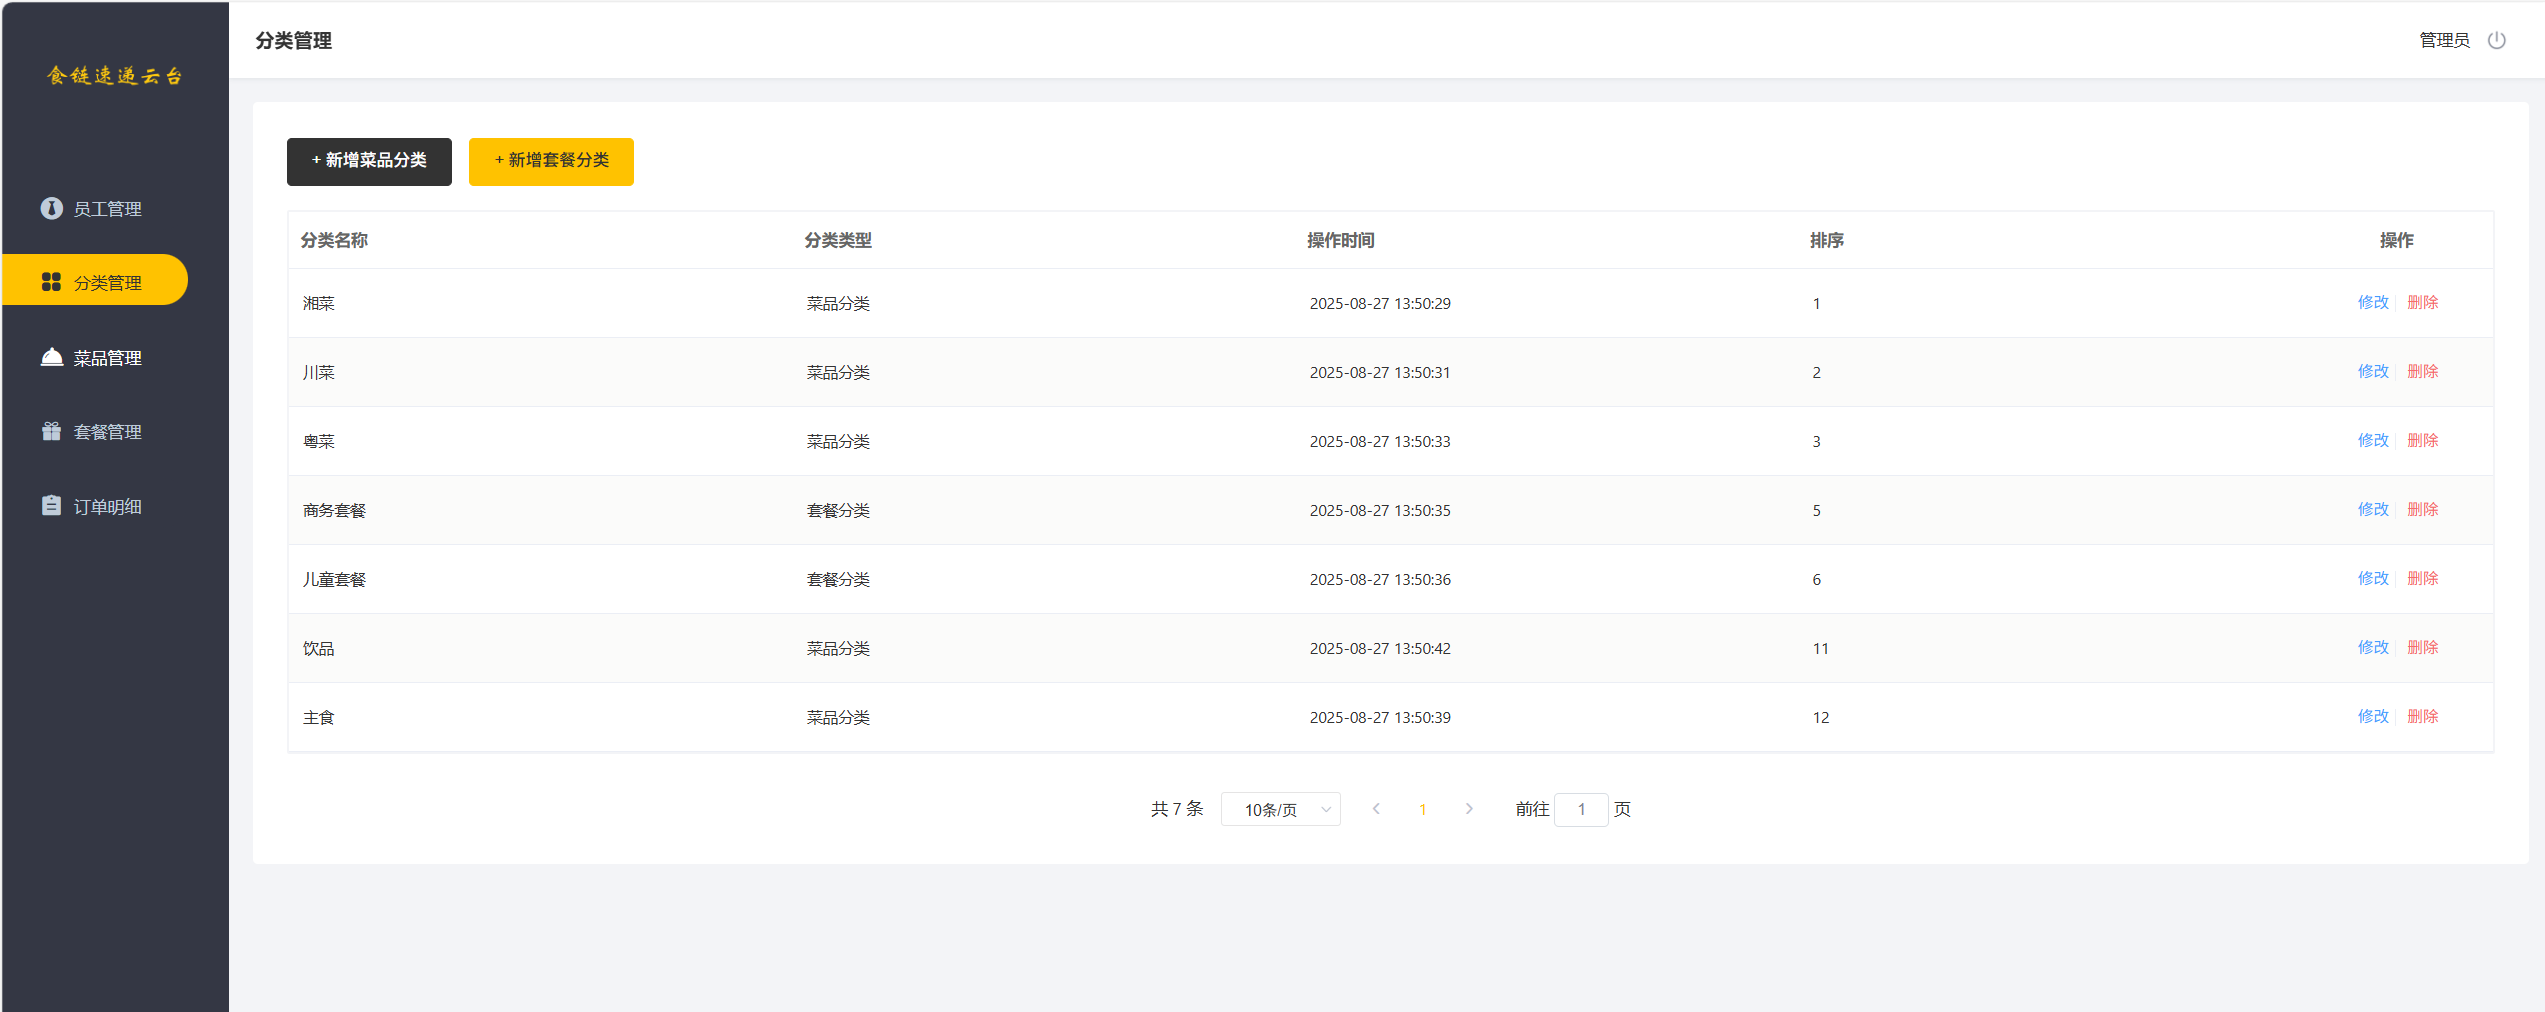 食链速递云台
员工管理
分类管理
菜品管理
套餐管理
订单明细
分类管理
管理员
+ 新增菜品分类 + 新增套餐分类
分类名称 分类类型 操作时间 排序 操作
湘菜 菜品分类 2025-08-27 13:50:29 1 修改 删除
川菜 菜品分类 2025-08-27 13:50:31 2 修改 删除
粤菜 菜品分类 2025-08-27 13:50:33 3 修改 删除
商务套餐 套餐分类 2025-08-27 13:50:35 5 修改 删除
儿童套餐 套餐分类 2025-08-27 13:50:36 6 修改 删除
饮品 菜品分类 2025-08-27 13:50:42 11 修改 删除
主食 菜品分类 2025-08-27 13:50:39 12 修改 删除
共 7 条 10条/页 1 前往 1 页